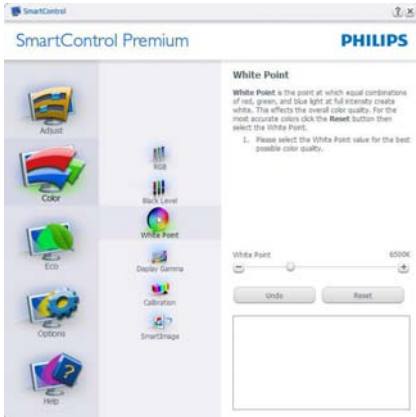 SmartControl
SmartControl Premium
PHILIPS
Adjust
Color
Eco
Options
Help
RGB
Black Level
White Point
Display Gamma
Calibration
SmartImage
White Point
White Point is the point at which equal combinations
of red, green, and blue light at full intensity create
white. This effects the overall color quality. For the
most accurate colors click the Reset button then
select the White Point.
1. Please select the White Point value for the best
possible color quality.
White Point 6500K
Undo Reset